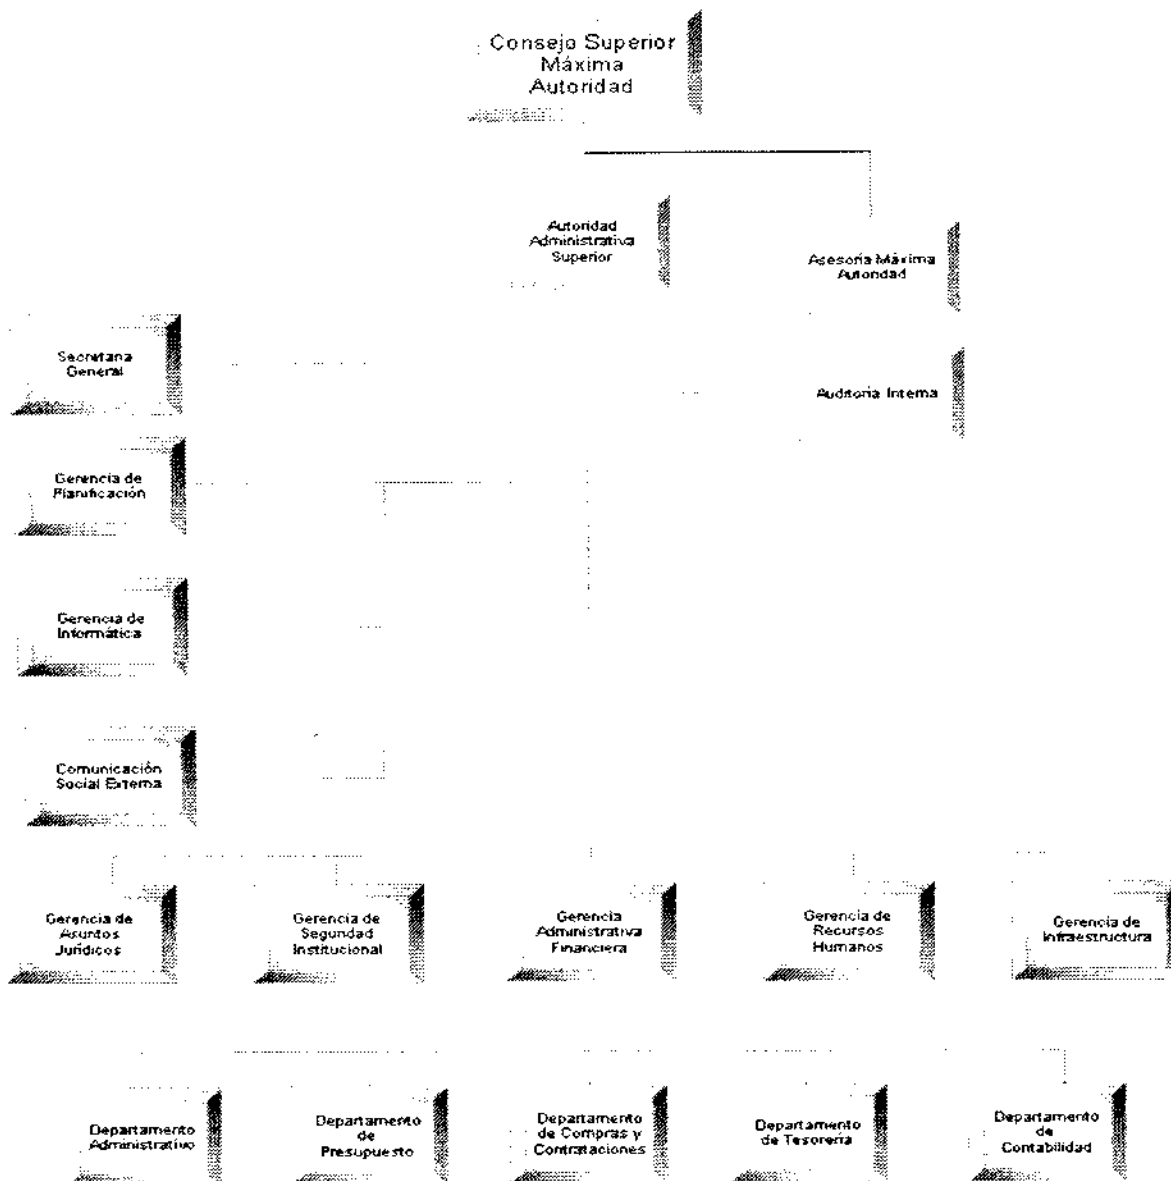 Consejo Superior
Máxima
Autoridad
Autoridad
Administrativa
Superior
Asesoría Máxima
Autoridad
Secretaria
General
Auditoria Interna
Gerencia de
Planificación
Gerencia de
Informática
Comunicación
Social Externa
Gerencia de
Asuntos
Jurídicos
Gerencia de
Seguridad
Institucional
Gerencia
Administrativa
Financiera
Gerencia de
Recursos
Humanos
Gerencia de
Infraestructura
Departamento
Administrativo
Departamento
de
Presupuesto
Departamento
de Compras y
Contrataciones
Departamento
de Tesorería
Departamento
de
Contabilidad